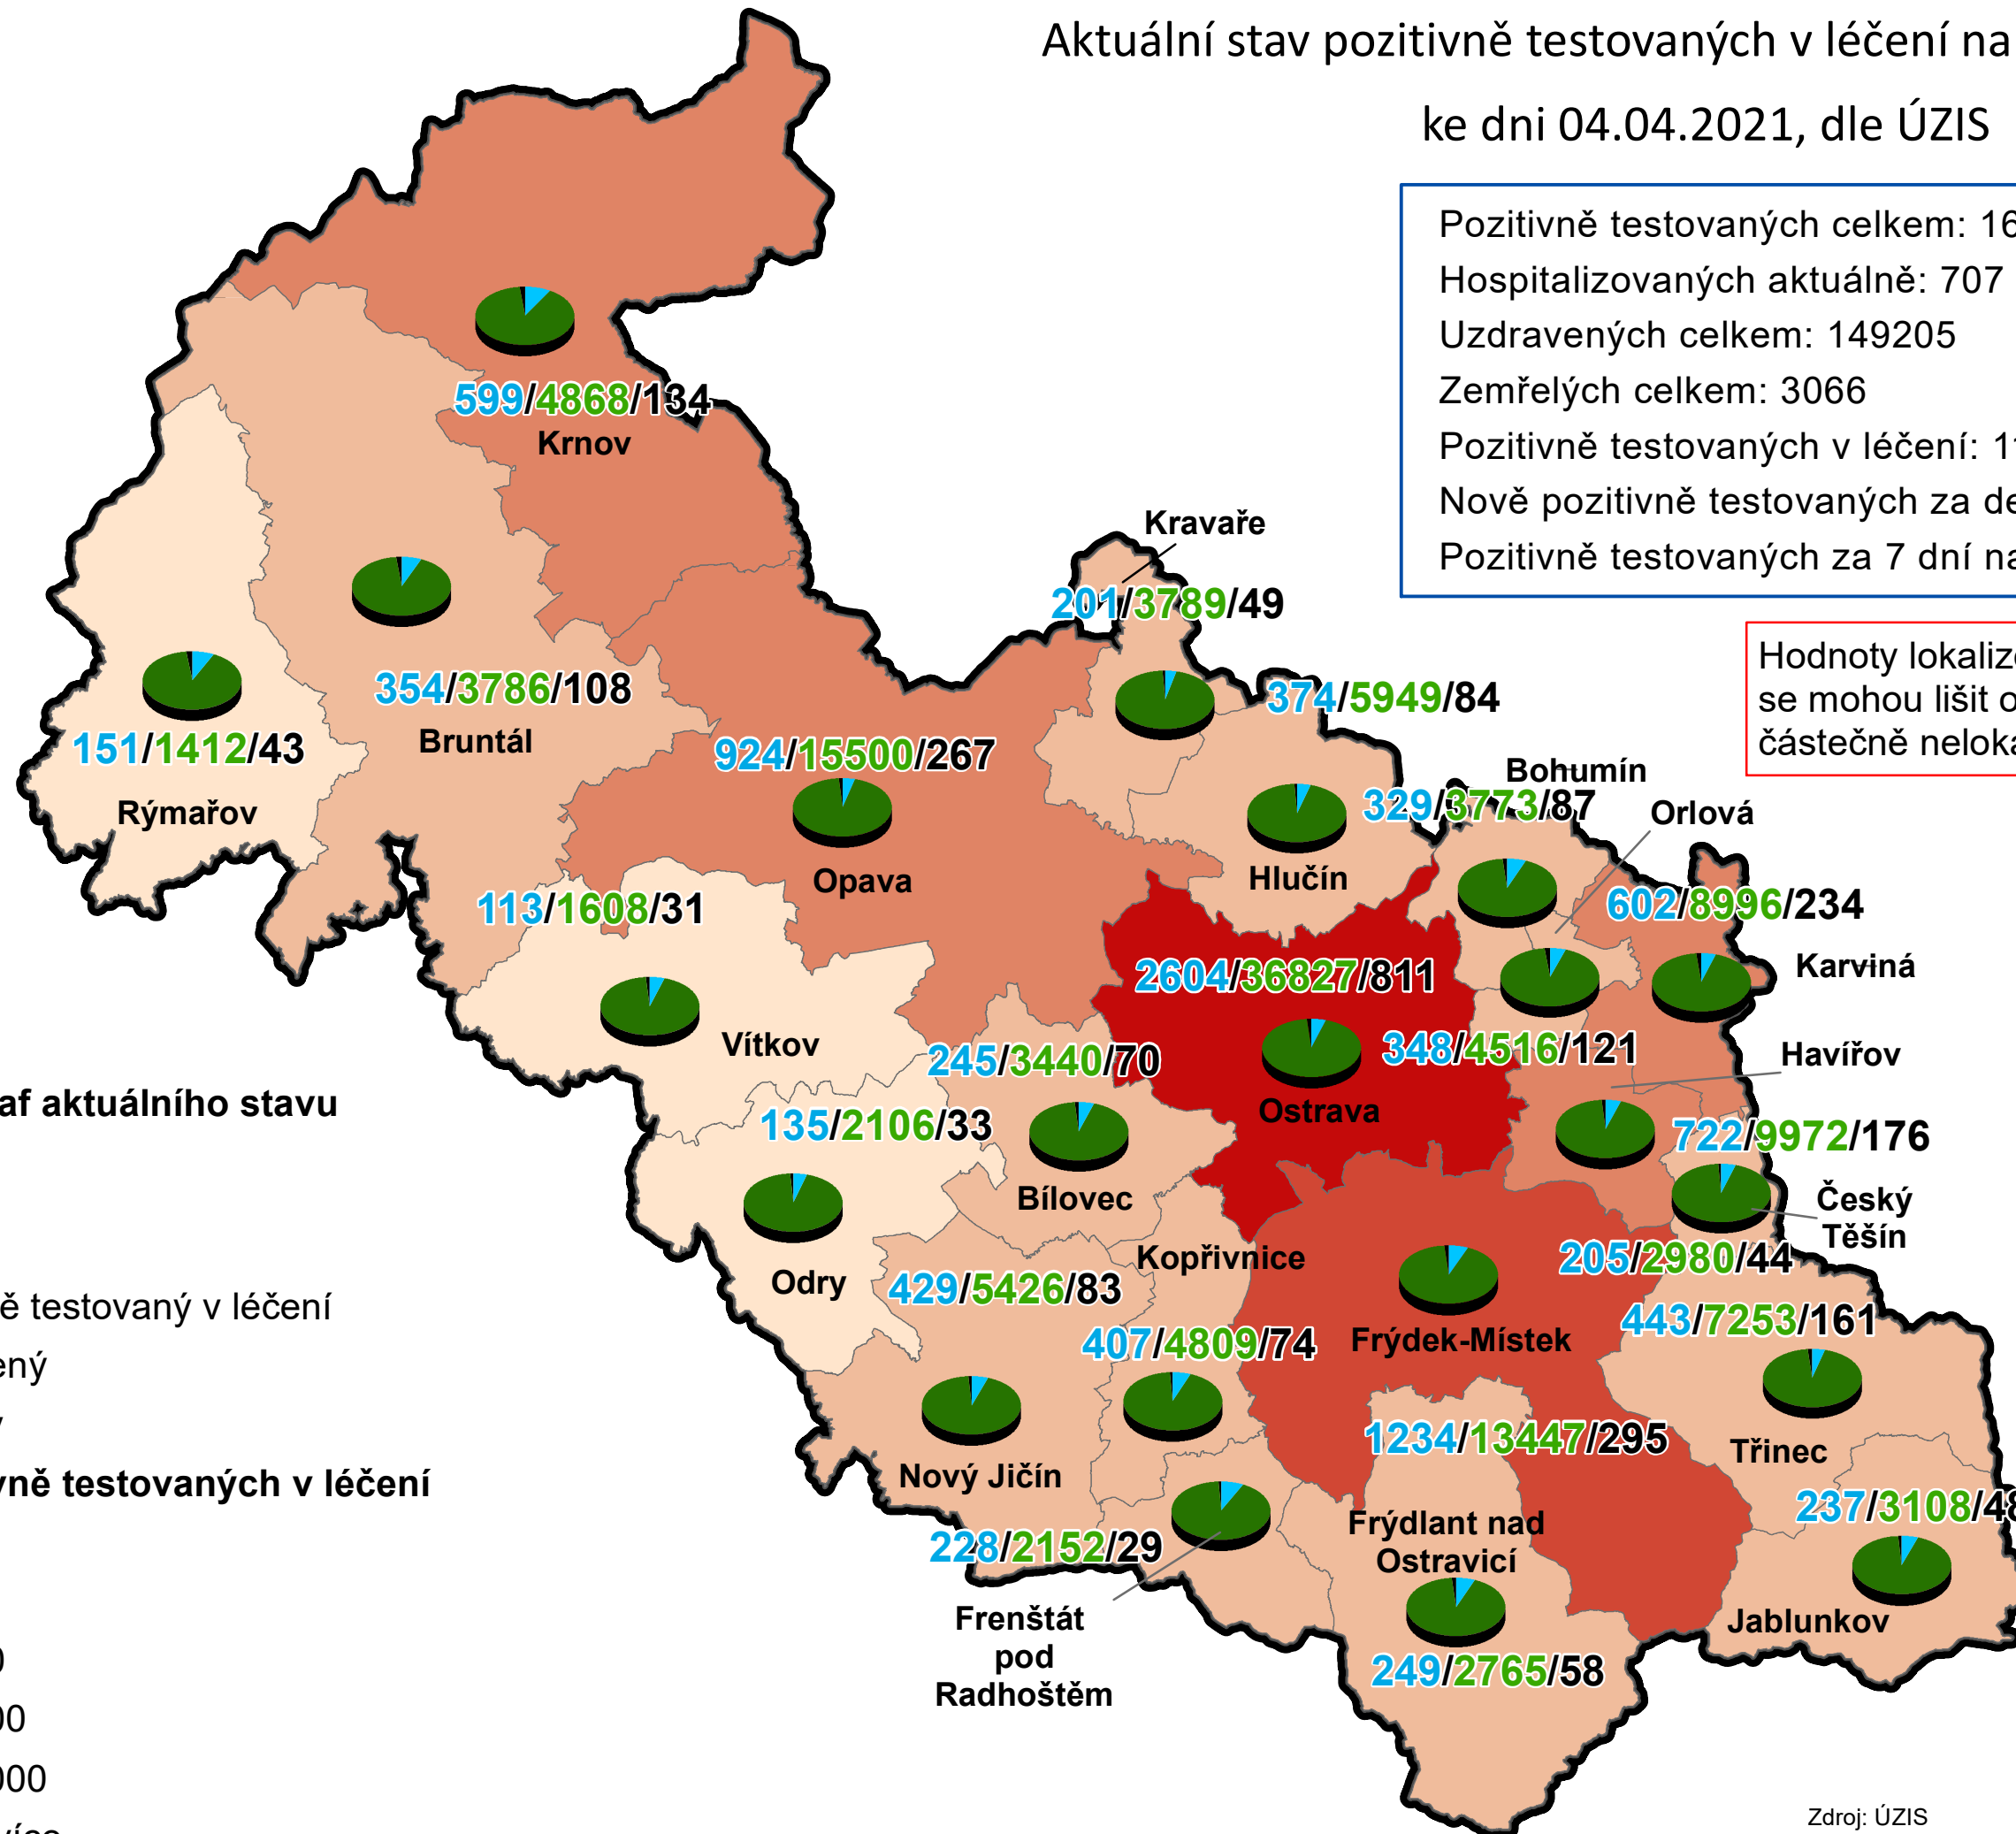 Aktuální stav pozitivně testovaných v léčení na
ke dni 04.04.2021, dle ÚZIS
Pozitivně testovaných celkem: 16
Hospitalizovaných aktuálně: 707
Uzdravených celkem: 149205
Zemřelých celkem: 3066
Pozitivně testovaných v léčení: 11
Nově pozitivně testovaných za de
Pozitivně testovaných za 7 dní na
Hodnoty lokaliz
se mohou lišit o
částečně neloka
599/4868/134
Krnov
Kravaře
201/3789/49
354/3786/108
Bruntál
151/1412/43
Rýmařov
374/5949/84
Hlučín
924/15500/267
Opava
Bohumín
329/3773/87
Orlová
602/8996/234
Karviná
113/1608/31
Vítkov
2604/36827/811
Ostrava
348/4516/121
Havířov
245/3440/70
Bílovec
722/9972/176
135/2106/33
Odry
Český
Těšín
205/2980/44
Kopřivnice
429/5426/83
407/4809/74
Frýdek-Místek
443/7253/161
Třinec
1234/13447/295
Nový Jičín
237/3108/48
Jablunkov
228/2152/29
Frenštát
pod
Radhoštěm
Frýdlant nad
Ostravicí
249/2765/58
af aktuálního stavu
ě testovaný v léčení
ený
vně testovaných v léčení
0
00
000
Zdroj: ÚZIS